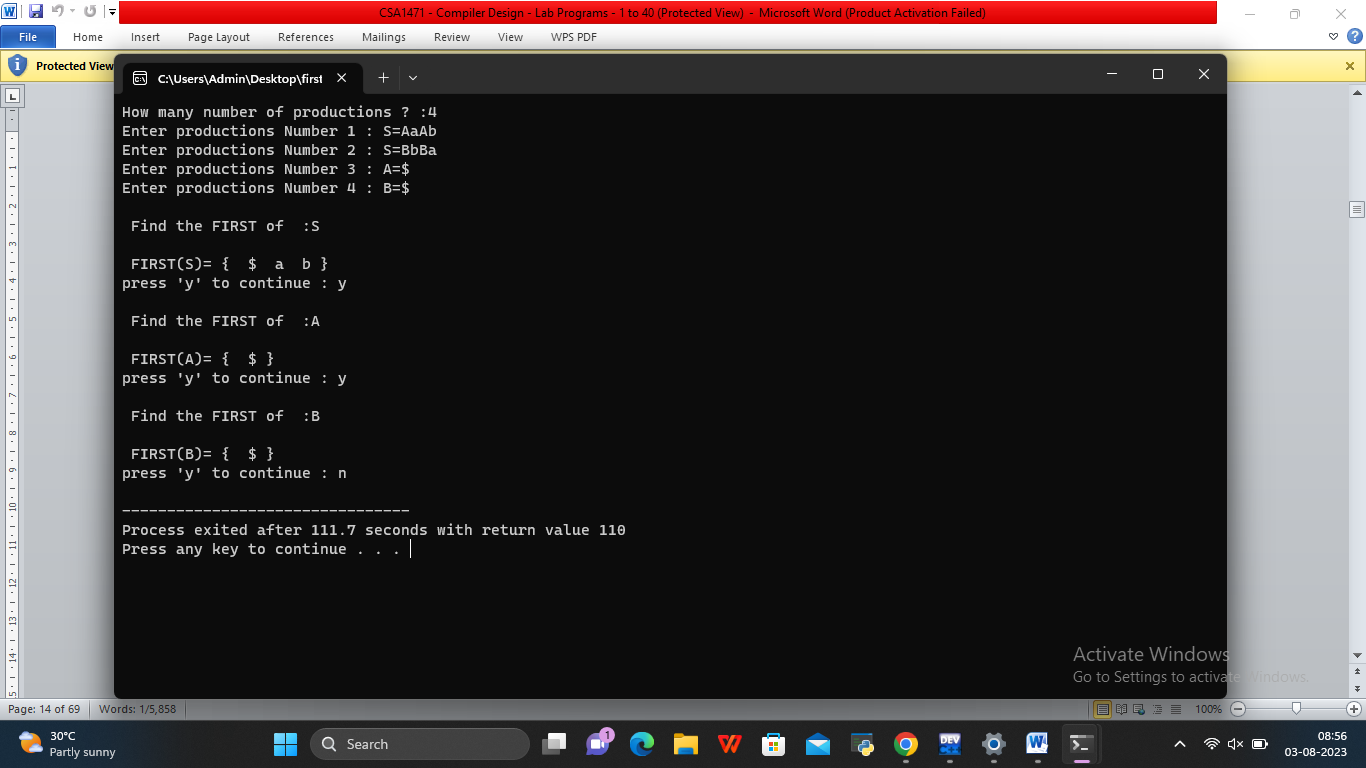 CSA1471 - Compiler Design - Lab Programs - 1 to 40 (Protected View) - Microsoft Word (Product Activation Failed)
File Home Insert Page Layout References Mailings Review View WPS PDF
Protected View
C:\Users\Admin\Desktop\first
How many number of productions ? :4
Enter productions Number 1 : S=AaAb
Enter productions Number 2 : S=BbBa
Enter productions Number 3 : A=$
Enter productions Number 4 : B=$
Find the FIRST of :S
FIRST(S)= { $ a b }
press 'y' to continue : y
Find the FIRST of :A
FIRST(A)= { $ }
press 'y' to continue : y
Find the FIRST of :B
FIRST(B)= { $ }
press 'y' to continue : n
--------------------------------
Process exited after 111.7 seconds with return value 110
Press any key to continue . . .
Activate Windows
Go to Settings to activate Windows.
Page: 14 of 69 Words: 1/5,858 100%
30°C
Partly sunny
Search
1
DEV
08:56
03-08-2023